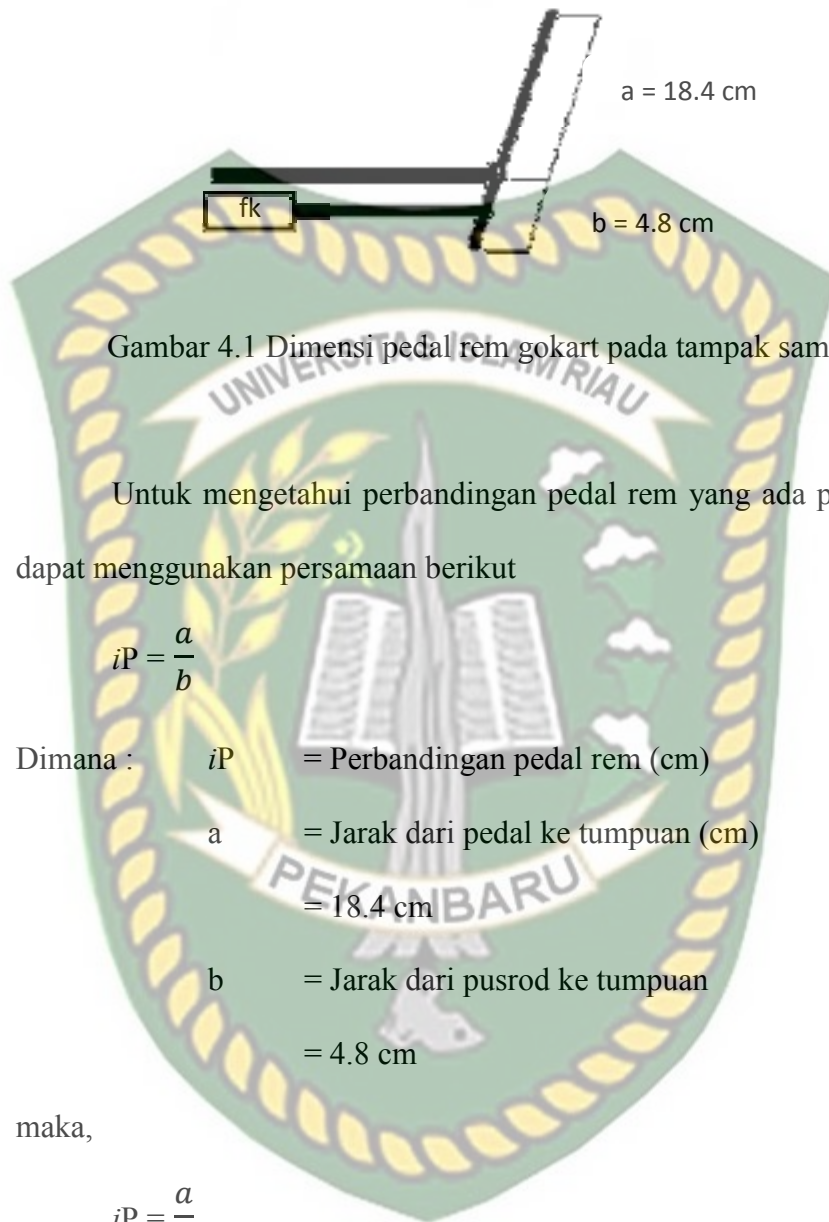 a = 18.4 cm
fk
b = 4.8 cm
Gambar 4.1 Dimensi pedal rem gokart pada tampak sam
UNIVERSITAS ISLAM RIAU
Untuk mengetahui perbandingan pedal rem yang ada p
dapat menggunakan persamaan berikut
iP = a/b
Dimana : iP = Perbandingan pedal rem (cm)
a = Jarak dari pedal ke tumpuan (cm)
PEKANBARU
= 18.4 cm
b = Jarak dari pusrod ke tumpuan
= 4.8 cm
maka,
iP = a